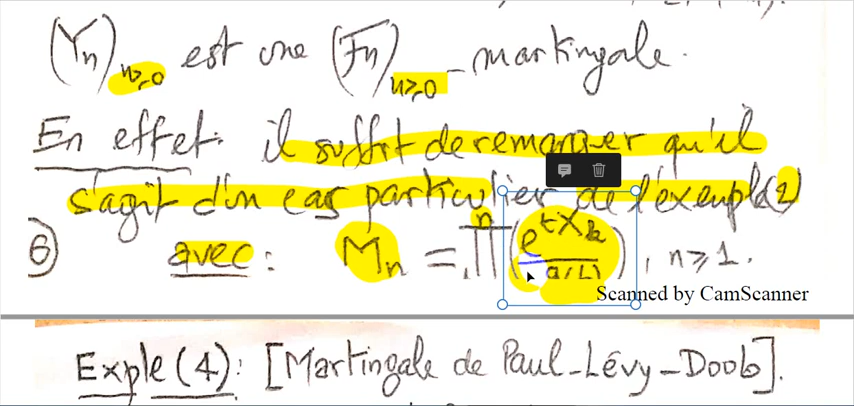 (Yn)n≥0 est une (Fn)n≥0 - martingale.
En effet: il suffit de remarquer qu'il
s'agit d'un cas particulier de l'exemple (2)
⑥ avec: Mn = ∏ⁿ (e^{tXk} / ), n≥1.
Scanned by CamScanner
Exple (4): [Martingale de Paul-Lévy-Doob].